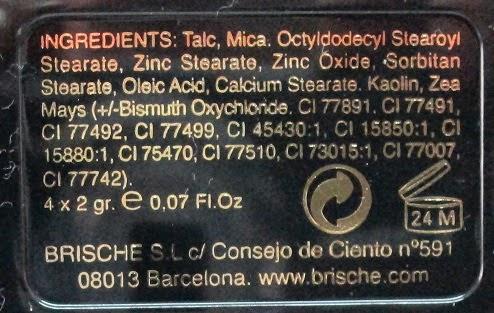 INGREDIENTS: Talc, Mica. Octyldodecyl Stearoyl
Stearate, Zinc Stearate, Zinc Oxide, Sorbitan
Stearate, Oleic Acid, Calcium Stearate. Kaolin, Zea
Mays (+/-Bismuth Oxychloride. CI 77891, CI 77491,
CI 77492, CI 77499, CI 45430:1, CI 15850:1, CI
15880:1, CI 75470, CI 77510, CI 73015:1, CI 77007,
CI 77742).
4 x 2 gr. e 0,07 Fl.Oz
24 M
BRISCHE S.L c/ Consejo de Ciento nº591
08013 Barcelona. www.brische.com